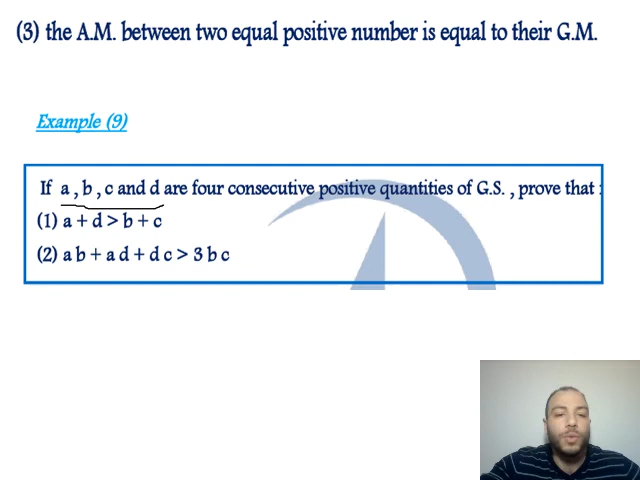 (3) the A.M. between two equal positive number is equal to their G.M.
Example (9)
If a , b , c and d are four consecutive positive quantities of G.S. , prove that :
(1) a + d > b + c
(2) a b + a d + d c > 3 b c